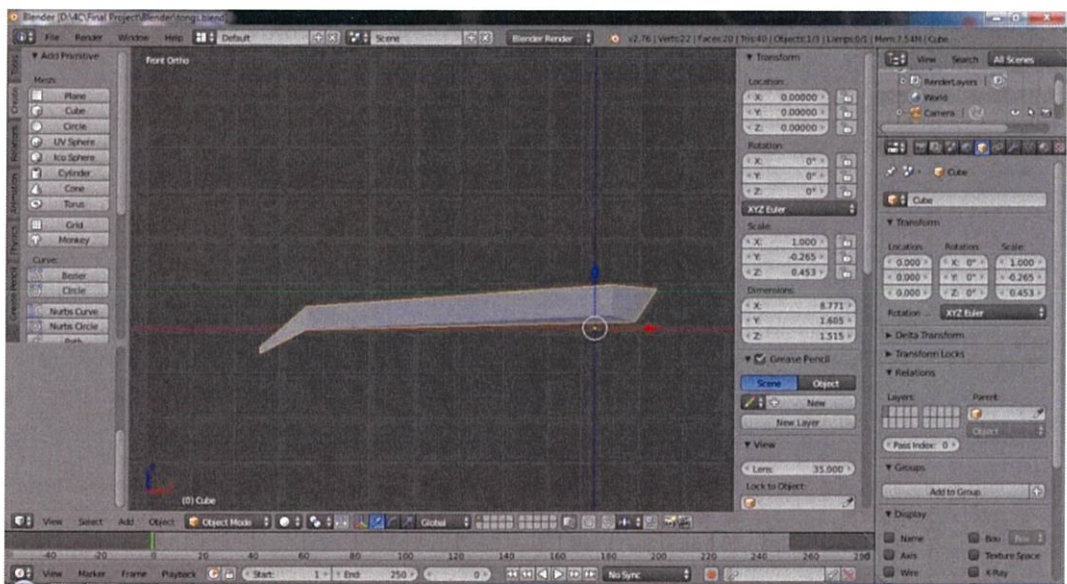 Blender [D:\4C\Final Project\Blender\tongs.blend]
File Render Window Help Default Scene Blender Render v2.76 | Verts:22 | Faces:20 | Tris:40 | Objects:1/3 | Lamps:0/1 | Mem:7.54M | Cube
Tools
Create
Relations
Animation
Physics
Grease Pencil
Add Primitive
Mesh:
Plane
Cube
Circle
UV Sphere
Ico Sphere
Cylinder
Cone
Torus
Grid
Monkey
Curve:
Bezier
Circle
Nurbs Curve
Nurbs Circle
Path
Front Ortho
(0) Cube
Transform
Location:
X: 0.00000
Y: 0.00000
Z: 0.00000
Rotation:
X: 0°
Y: 0°
Z: 0°
XYZ Euler
Scale:
X: 1.000
Y: -0.265
Z: 0.453
Dimensions:
X: 8.771
Y: 1.605
Z: 1.515
Grease Pencil
Scene Object
New
New Layer
View
Lens: 35.000
Lock to Object:
View Search All Scenes
RenderLayers
World
Camera
Cube
Cube
Transform
Location: Rotation: Scale:
0.000 X: 0° 1.000
0.000 Y: 0° -0.265
0.000 Z: 0° 0.453
Rotation XYZ Euler
Delta Transform
Transform Locks
Relations
Layers: Parent:
Object
Pass Index: 0
Groups
Add to Group
Display
Name Bou
Axis Texture Space
Wire X-Ray
View Select Add Object Object Mode Global
-40 -20 0 20 40 60 80 100 120 140 160 180 200 220 240 260 280
View Marker Frame Playback Start: 1 End: 250 0 No Sync